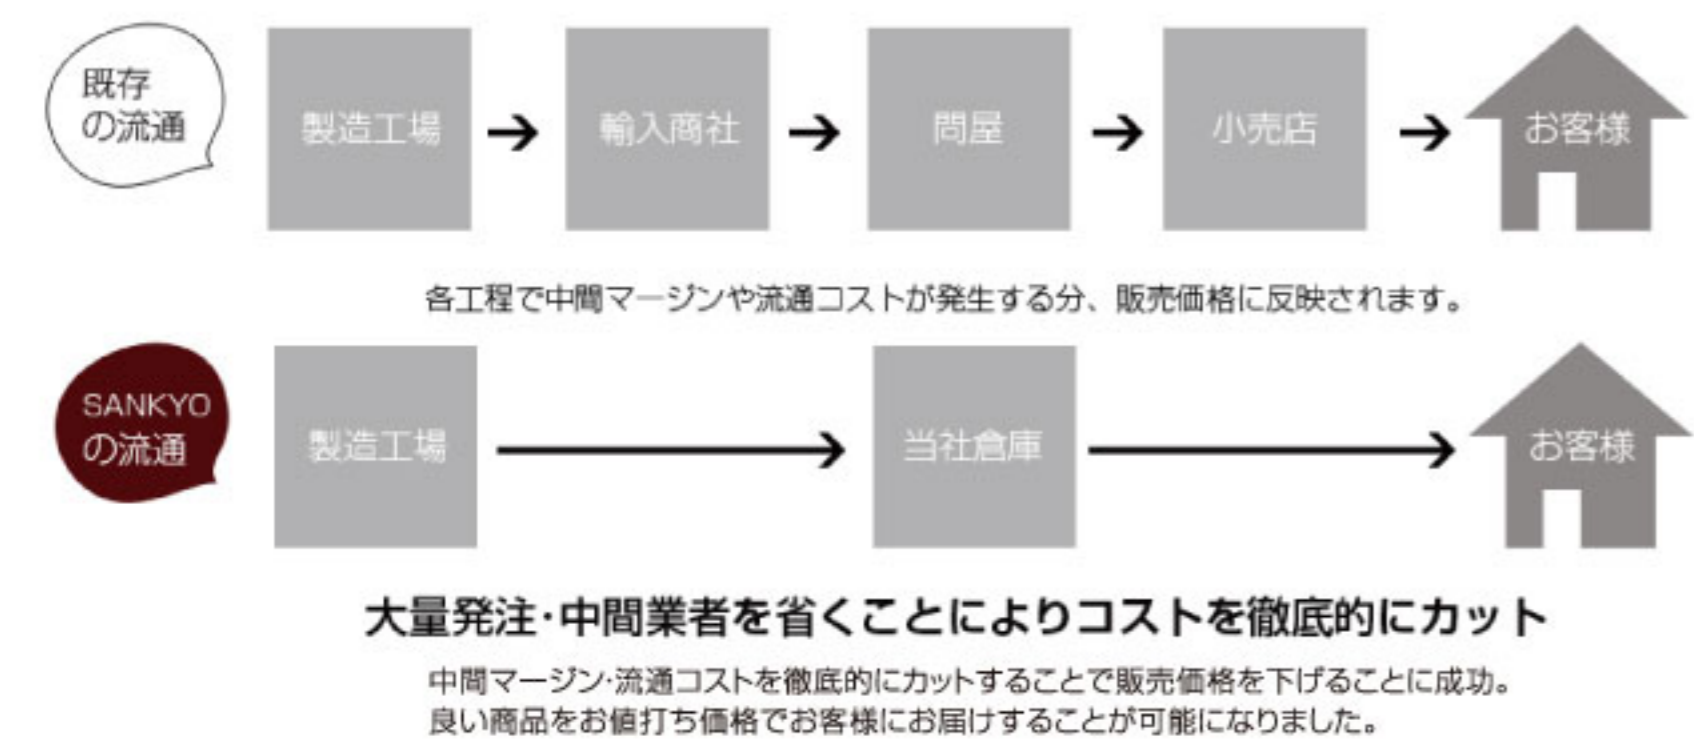 既存
の流通
製造工場
輸入商社
問屋
小売店
お客様
各工程で中間マージンや流通コストが発生する分、販売価格に反映されます。
SANKYO
の流通
製造工場
当社倉庫
お客様
大量発注・中間業者を省くことによりコストを徹底的にカット
中間マージン・流通コストを徹底的にカットすることで販売価格を下げることに成功。
良い商品をお値打ち価格でお客様にお届けすることが可能になりました。